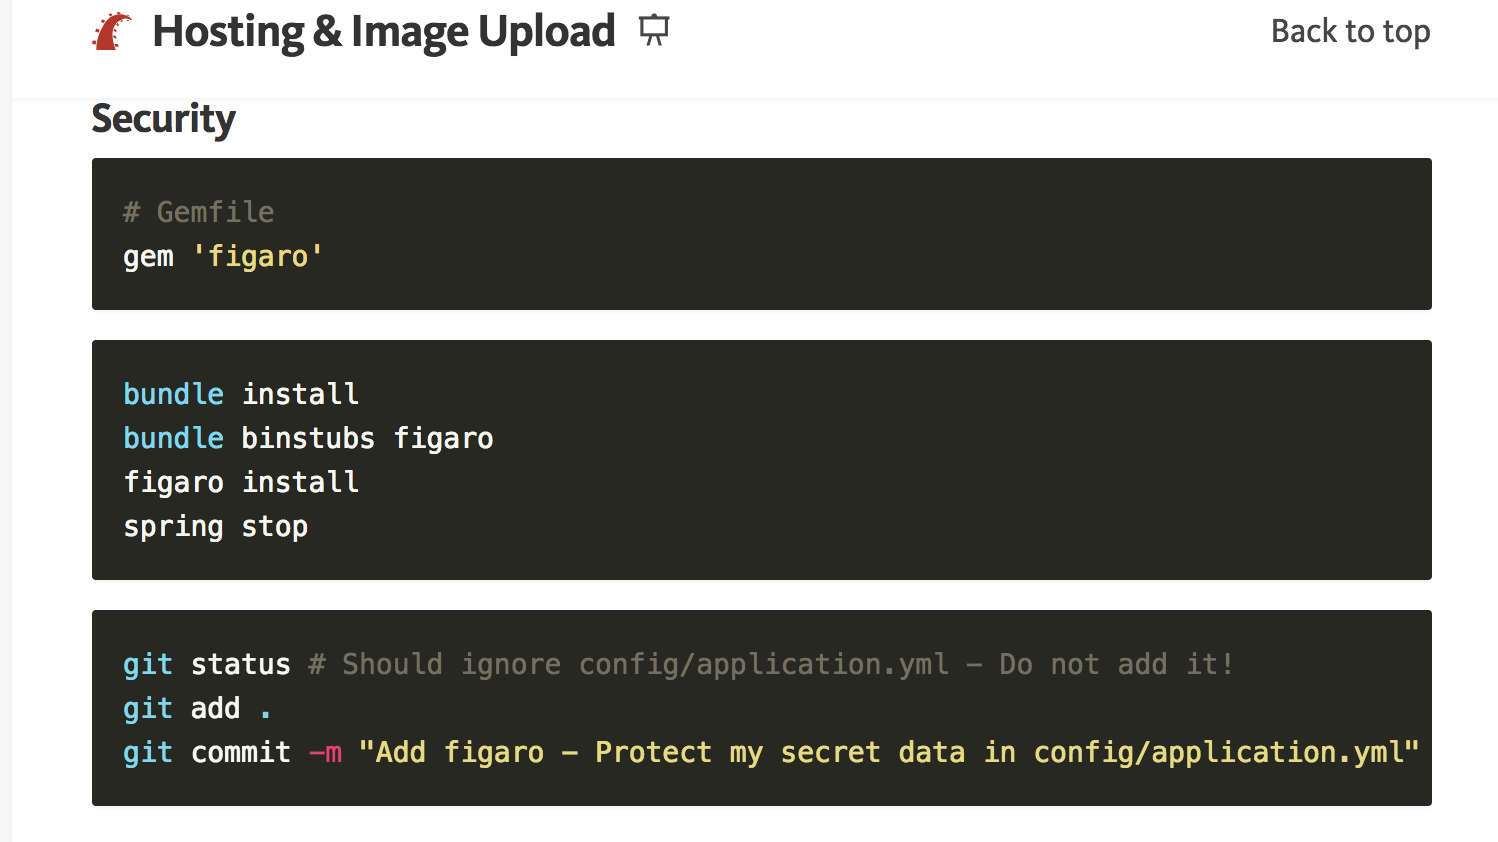 Hosting & Image Upload
Back to top
Security
# Gemfile
gem 'figaro'
bundle install
bundle binstubs figaro
figaro install
spring stop
git status # Should ignore config/application.yml - Do not add it!
git add .
git commit -m "Add figaro - Protect my secret data in config/application.yml"